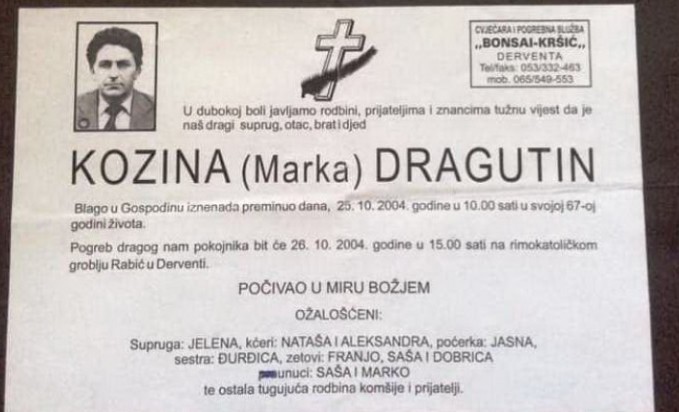 CVJEĆARA I POGREBNA SLUŽBA
„BONSAI-KRŠIĆ„
DERVENTA
Tel/faks: 053/332-463
mob. 065/549-553
U dubokoj boli javljamo rodbini, prijateljima i znancima tužnu vijest da je
naš dragi suprug, otac, brat i djed
KOZINA (Marka) DRAGUTIN
Blago u Gospodinu iznenada preminuo dana, 25. 10. 2004. godine u 10.00 sati u svojoj 67-oj
godini života.
Pogreb dragog nam pokojnika bit će 26. 10. 2004. godine u 15.00 sati na rimokatoličkom
groblju Rabić u Derventi.
POČIVAO U MIRU BOŽJEM
OŽALOŠĆENI:
Supruga: JELENA, kćeri: NATAŠA I ALEKSANDRA, poćerka: JASNA,
sestra: ĐURĐICA, zetovi: FRANJO, SAŠA I DOBRICA
unuci: SAŠA I MARKO
te ostala tugujuća rodbina komšije i prijatelji.